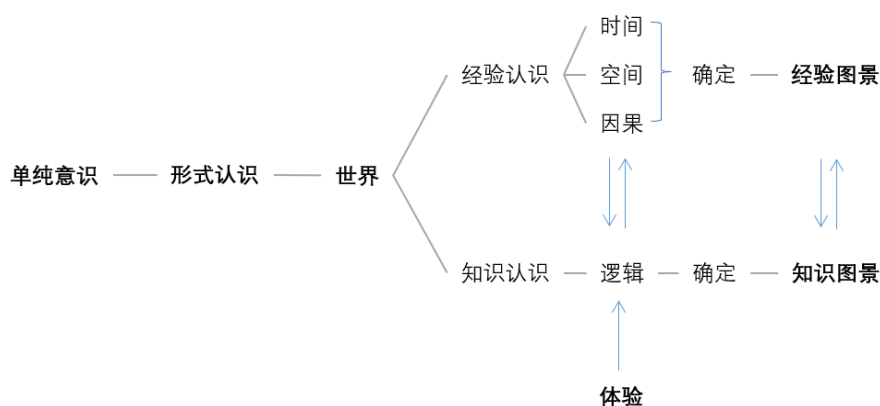 时间
经验认识 空间 确定 经验图景
因果
单纯意识 形式认识 世界
知识认识 逻辑 确定 知识图景
体验